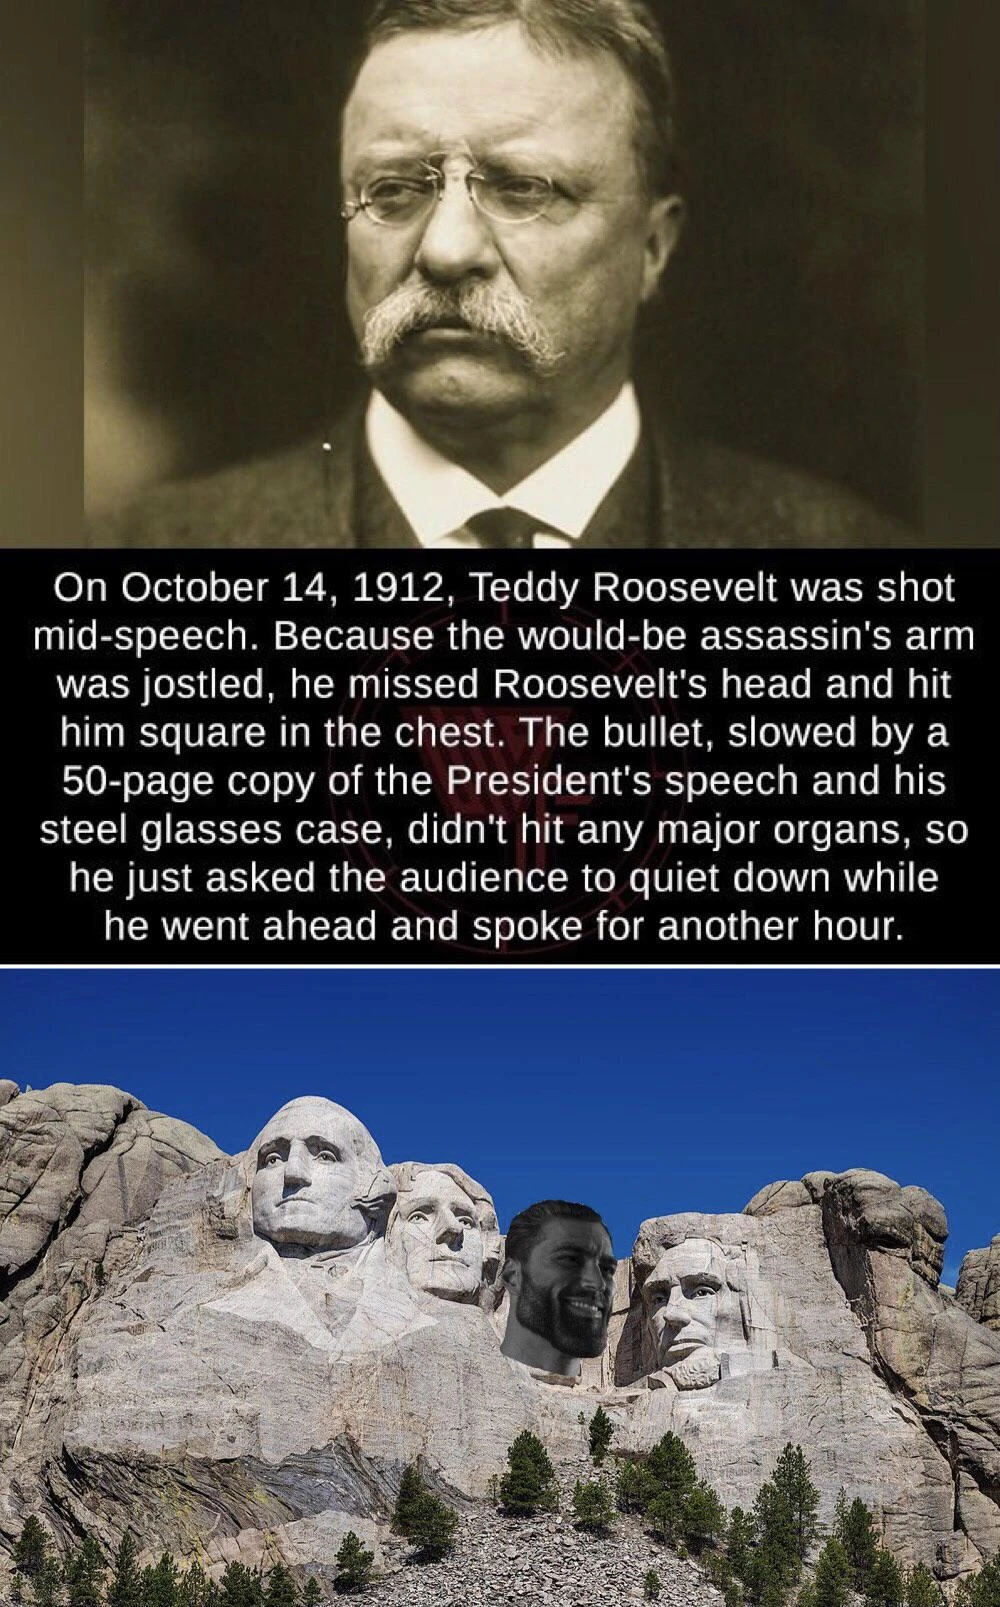 On October 14, 1912, Teddy Roosevelt was shot
mid-speech. Because the would-be assassin's arm
was jostled, he missed Roosevelt's head and hit
him square in the chest. The bullet, slowed by a
50-page copy of the President's speech and his
steel glasses case, didn't hit any major organs, so
he just asked the audience to quiet down while
he went ahead and spoke for another hour.